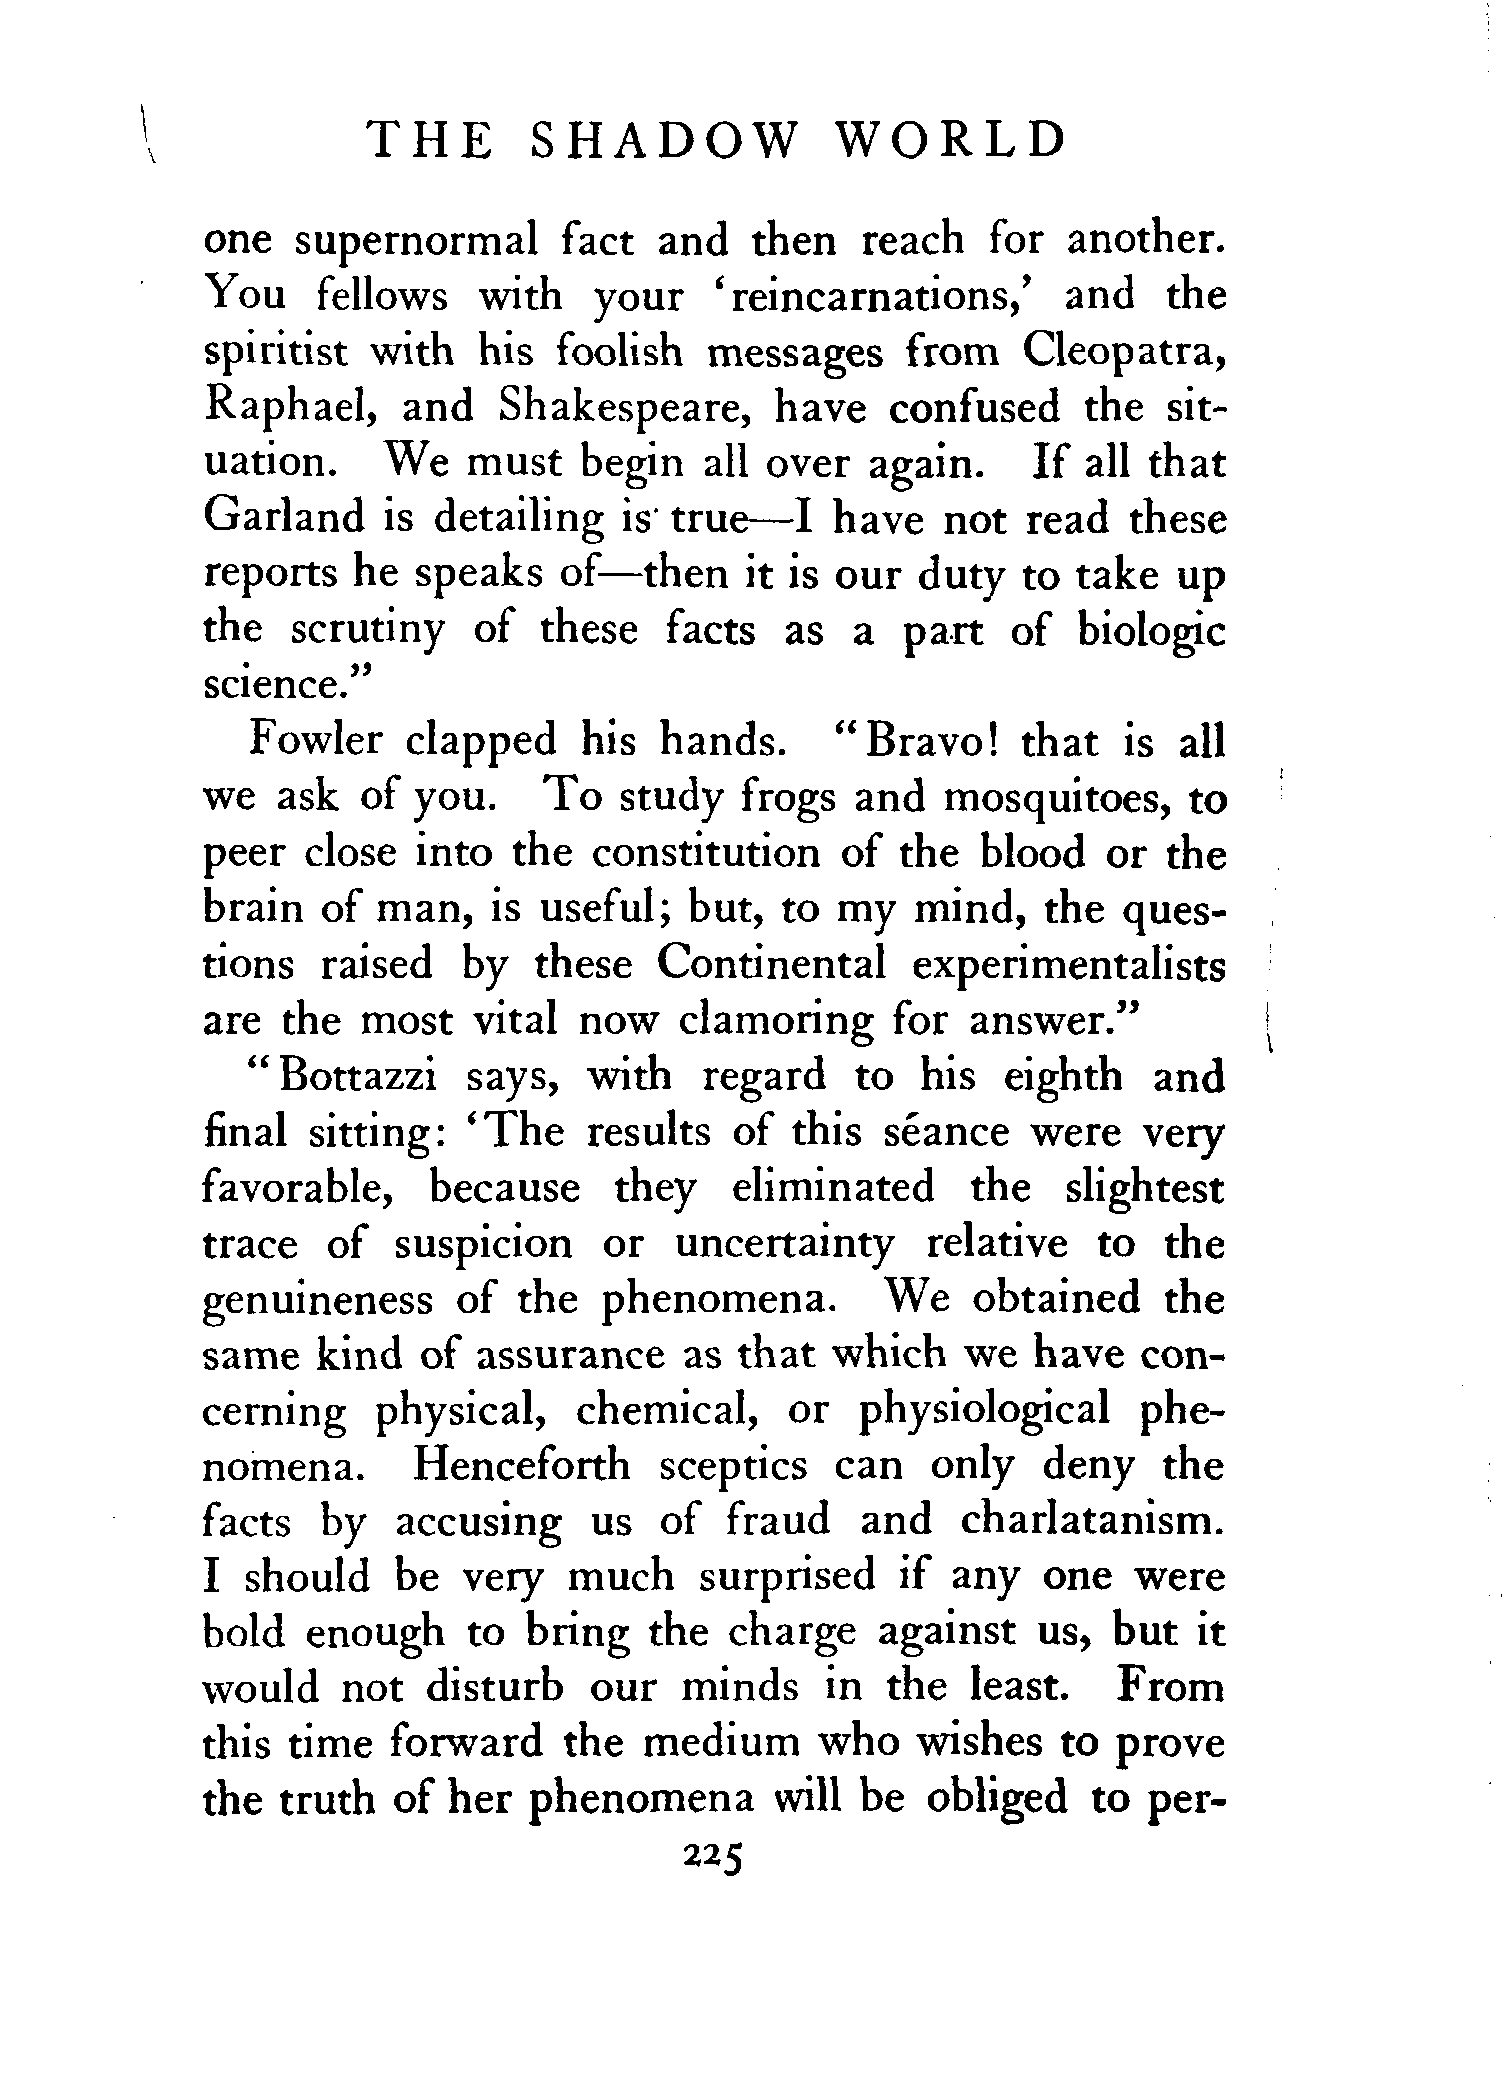 THE SHADOW WORLD
one supernormal fact and then reach for another.
You fellows with your ‘reincarnations,’ and the
spiritist with his foolish messages from Cleopatra,
Raphael, and Shakespeare, have confused the sit-
uation. We must begin all over again. If all that
Garland is detailing is true—I have not read these
reports he speaks of—then it is our duty to take up
the scrutiny of these facts as a part of biologic
science.”
Fowler clapped his hands. “Bravo! that is all
we ask of you. To study frogs and mosquitoes, to
peer close into the constitution of the blood or the
brain of man, is useful; but, to my mind, the ques-
tions raised by these Continental experimentalists
are the most vital now clamoring for answer.”
“Bottazzi says, with regard to his eighth and
final sitting: ‘The results of this séance were very
favorable, because they eliminated the slightest
trace of suspicion or uncertainty relative to the
genuineness of the phenomena. We obtained the
same kind of assurance as that which we have con-
cerning physical, chemical, or physiological phe-
nomena. Henceforth sceptics can only deny the
facts by accusing us of fraud and charlatanism.
I should be very much surprised if any one were
bold enough to bring the charge against us, but it
would not disturb our minds in the least. From
this time forward the medium who wishes to prove
the truth of her phenomena will be obliged to per-
225